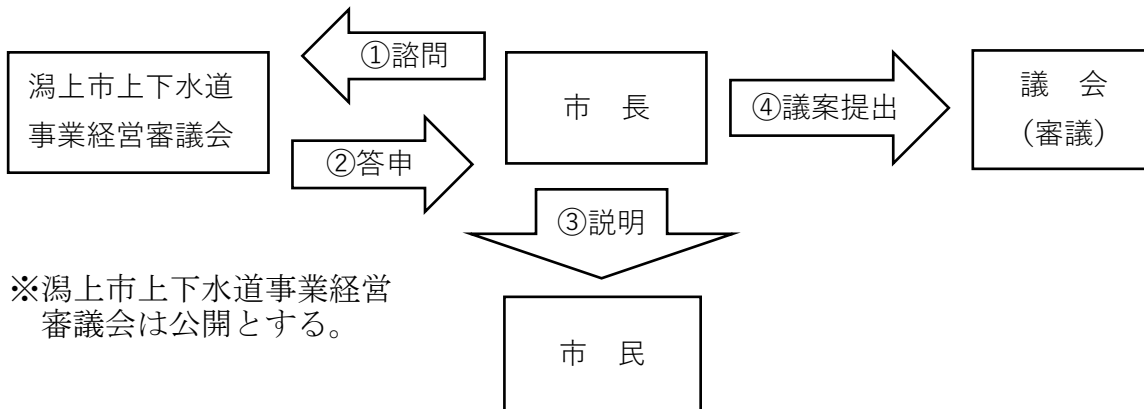 ①諮問
潟上市上下水道
事業経営審議会
市　長
④議案提出
議　会
（審議）
②答申
③説明
※潟上市上下水道事業経営
審議会は公開とする。
市　民